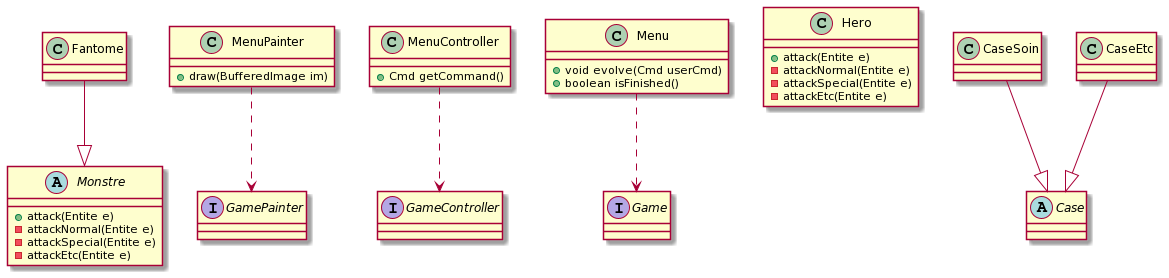 C Fantome
C MenuPainter
draw(BufferedImage im)
C MenuController
Cmd getCommand()
C Menu
void evolve(Cmd userCmd)
boolean isFinished()
C Hero
attack(Entite e)
attackNormal(Entite e)
attackSpecial(Entite e)
attackEtc(Entite e)
C CaseSoin
C CaseEtc
A Monstre
attack(Entite e)
attackNormal(Entite e)
attackSpecial(Entite e)
attackEtc(Entite e)
I GamePainter
I GameController
I Game
A Case